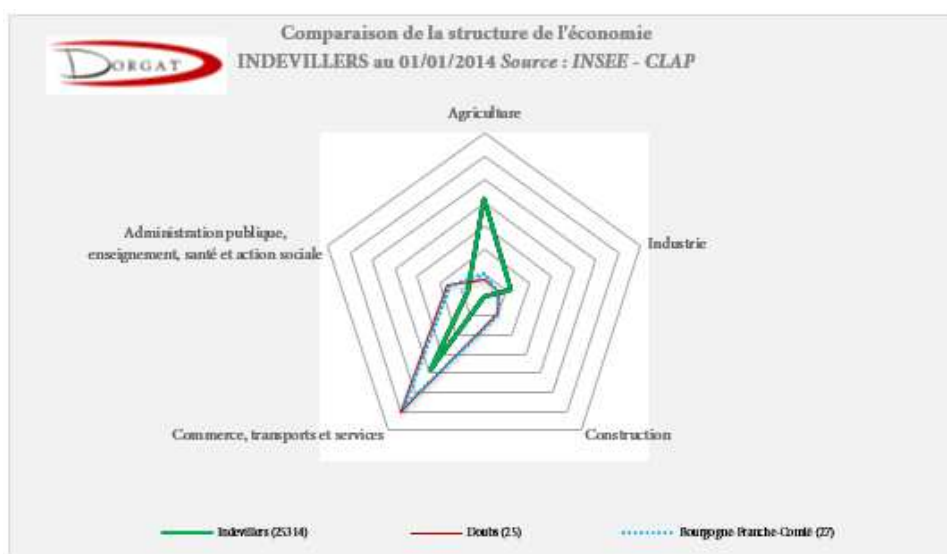 Comparaison de la structure de l'économie
DORGAT
INDEVILLERS au 01/01/2014 Source : INSEE - CLAP
Agriculture
Administration publique,
enseignement, santé et action sociale
Industrie
Commerce, transports et services
Construction
Indevillers (25314)
Doubs (25)
Bourgogne-Franche-Comté (27)